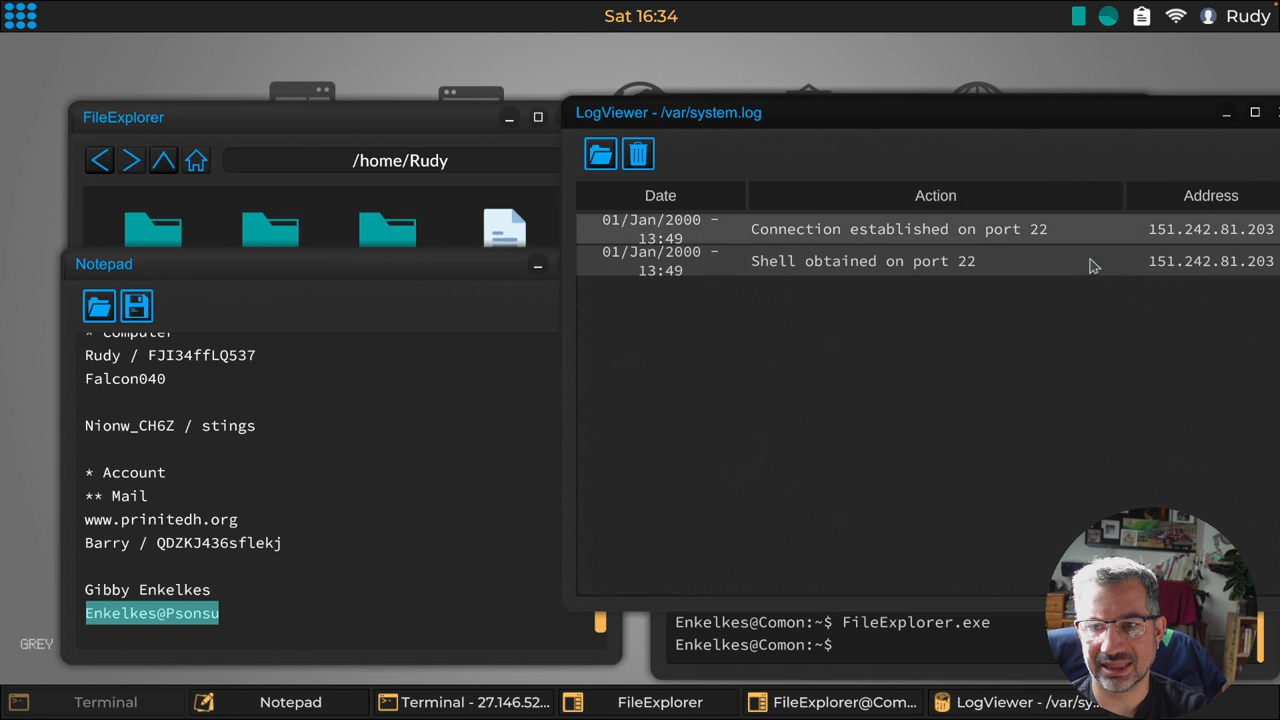 Sat 16:34
Rudy
FileExplorer
/home/Rudy
LogViewer - /var/system.log
Date
Action
Address
01/Jan/2000 - 13:49
Connection established on port 22
151.242.81.203
01/Jan/2000 - 13:49
Shell obtained on port 22
151.242.81.203
Notepad
* Computer
Rudy / FJI34ffLQ537
Falcon040
Nionw_CH6Z / stings
* Account
** Mail
www.prinitedh.org
Barry / QDZKJ436sflekj
Gibby Enkelkes
Enkelkes@Psonsu
GREY
Enkelkes@Comon:~$ FileExplorer.exe
Enkelkes@Comon:~$
Terminal
Notepad
Terminal - 27.146.52...
FileExplorer
FileExplorer@Com...
LogViewer - /var/sy...